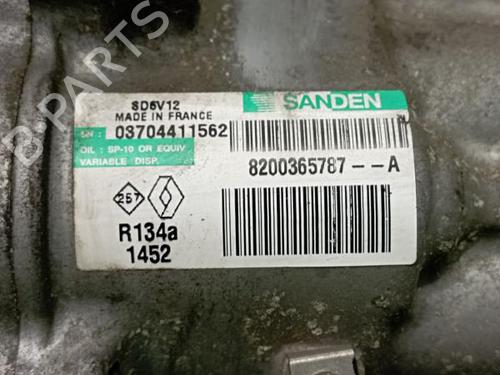 SD6V12
MADE IN FRANCE
SANDEN
SN: 03704411562
OIL: SP-10 OR EQUIV
VARIABLE DISP.
8200365787--A
257
R134a
1452
B-PARTS